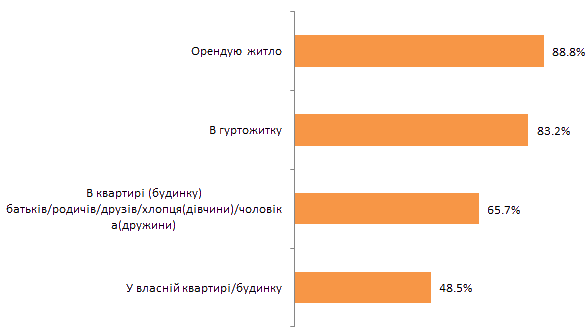 Орендую житло
88.8%
В гуртожитку
83.2%
В квартирі (будинку)
батьків/родичів/друзів/хлопця(дівчини)/чоловік
а(дружини)
65.7%
У власній квартирі/будинку
48.5%